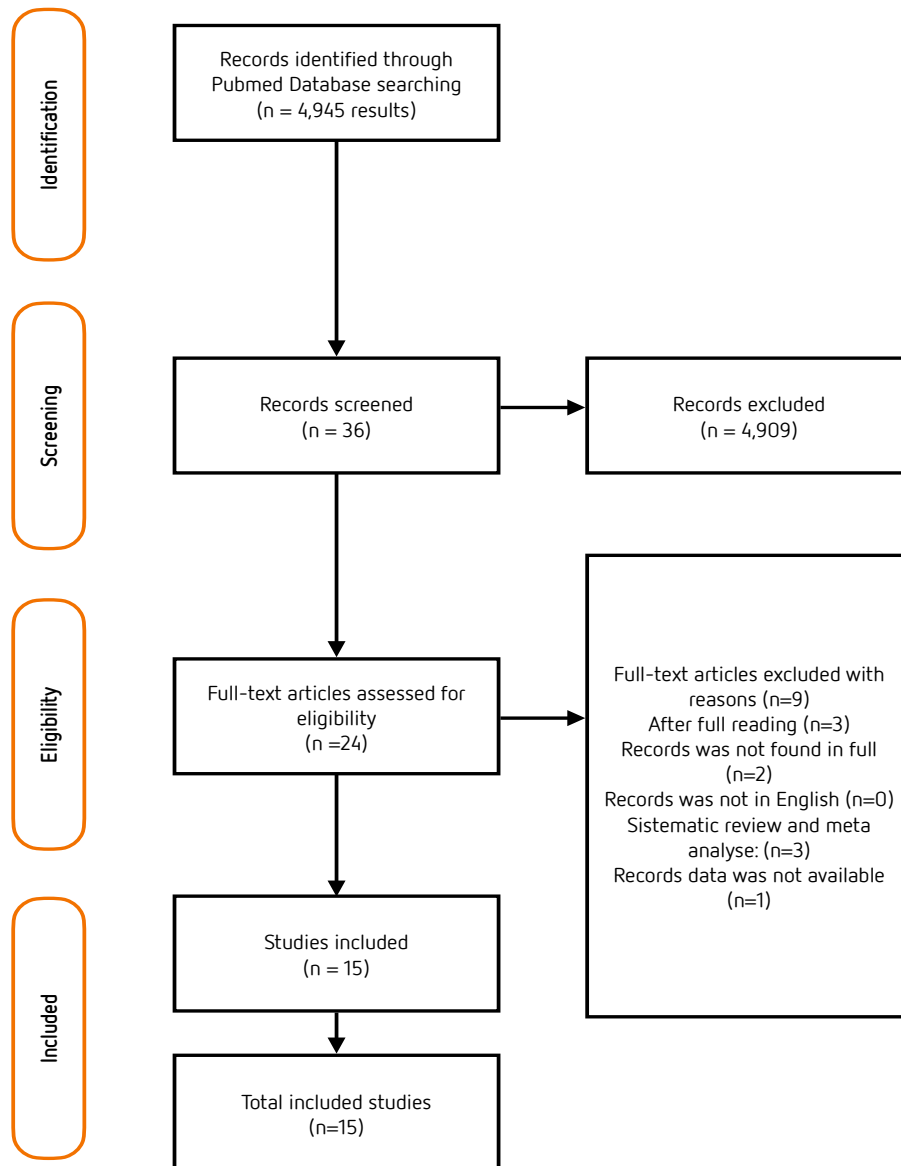 Identification
Records identified through
Pubmed Database searching
(n = 4,945 results)
Screening
Records screened
(n = 36)
Records excluded
(n = 4,909)
Eligibility
Full-text articles assessed for
eligibility
(n =24)
Full-text articles excluded with
reasons (n=9)
After full reading (n=3)
Records was not found in full
(n=2)
Records was not in English (n=0)
Sistematic review and meta
analyse: (n=3)
Records data was not available
(n=1)
Included
Studies included
(n = 15)
Total included studies
(n=15)